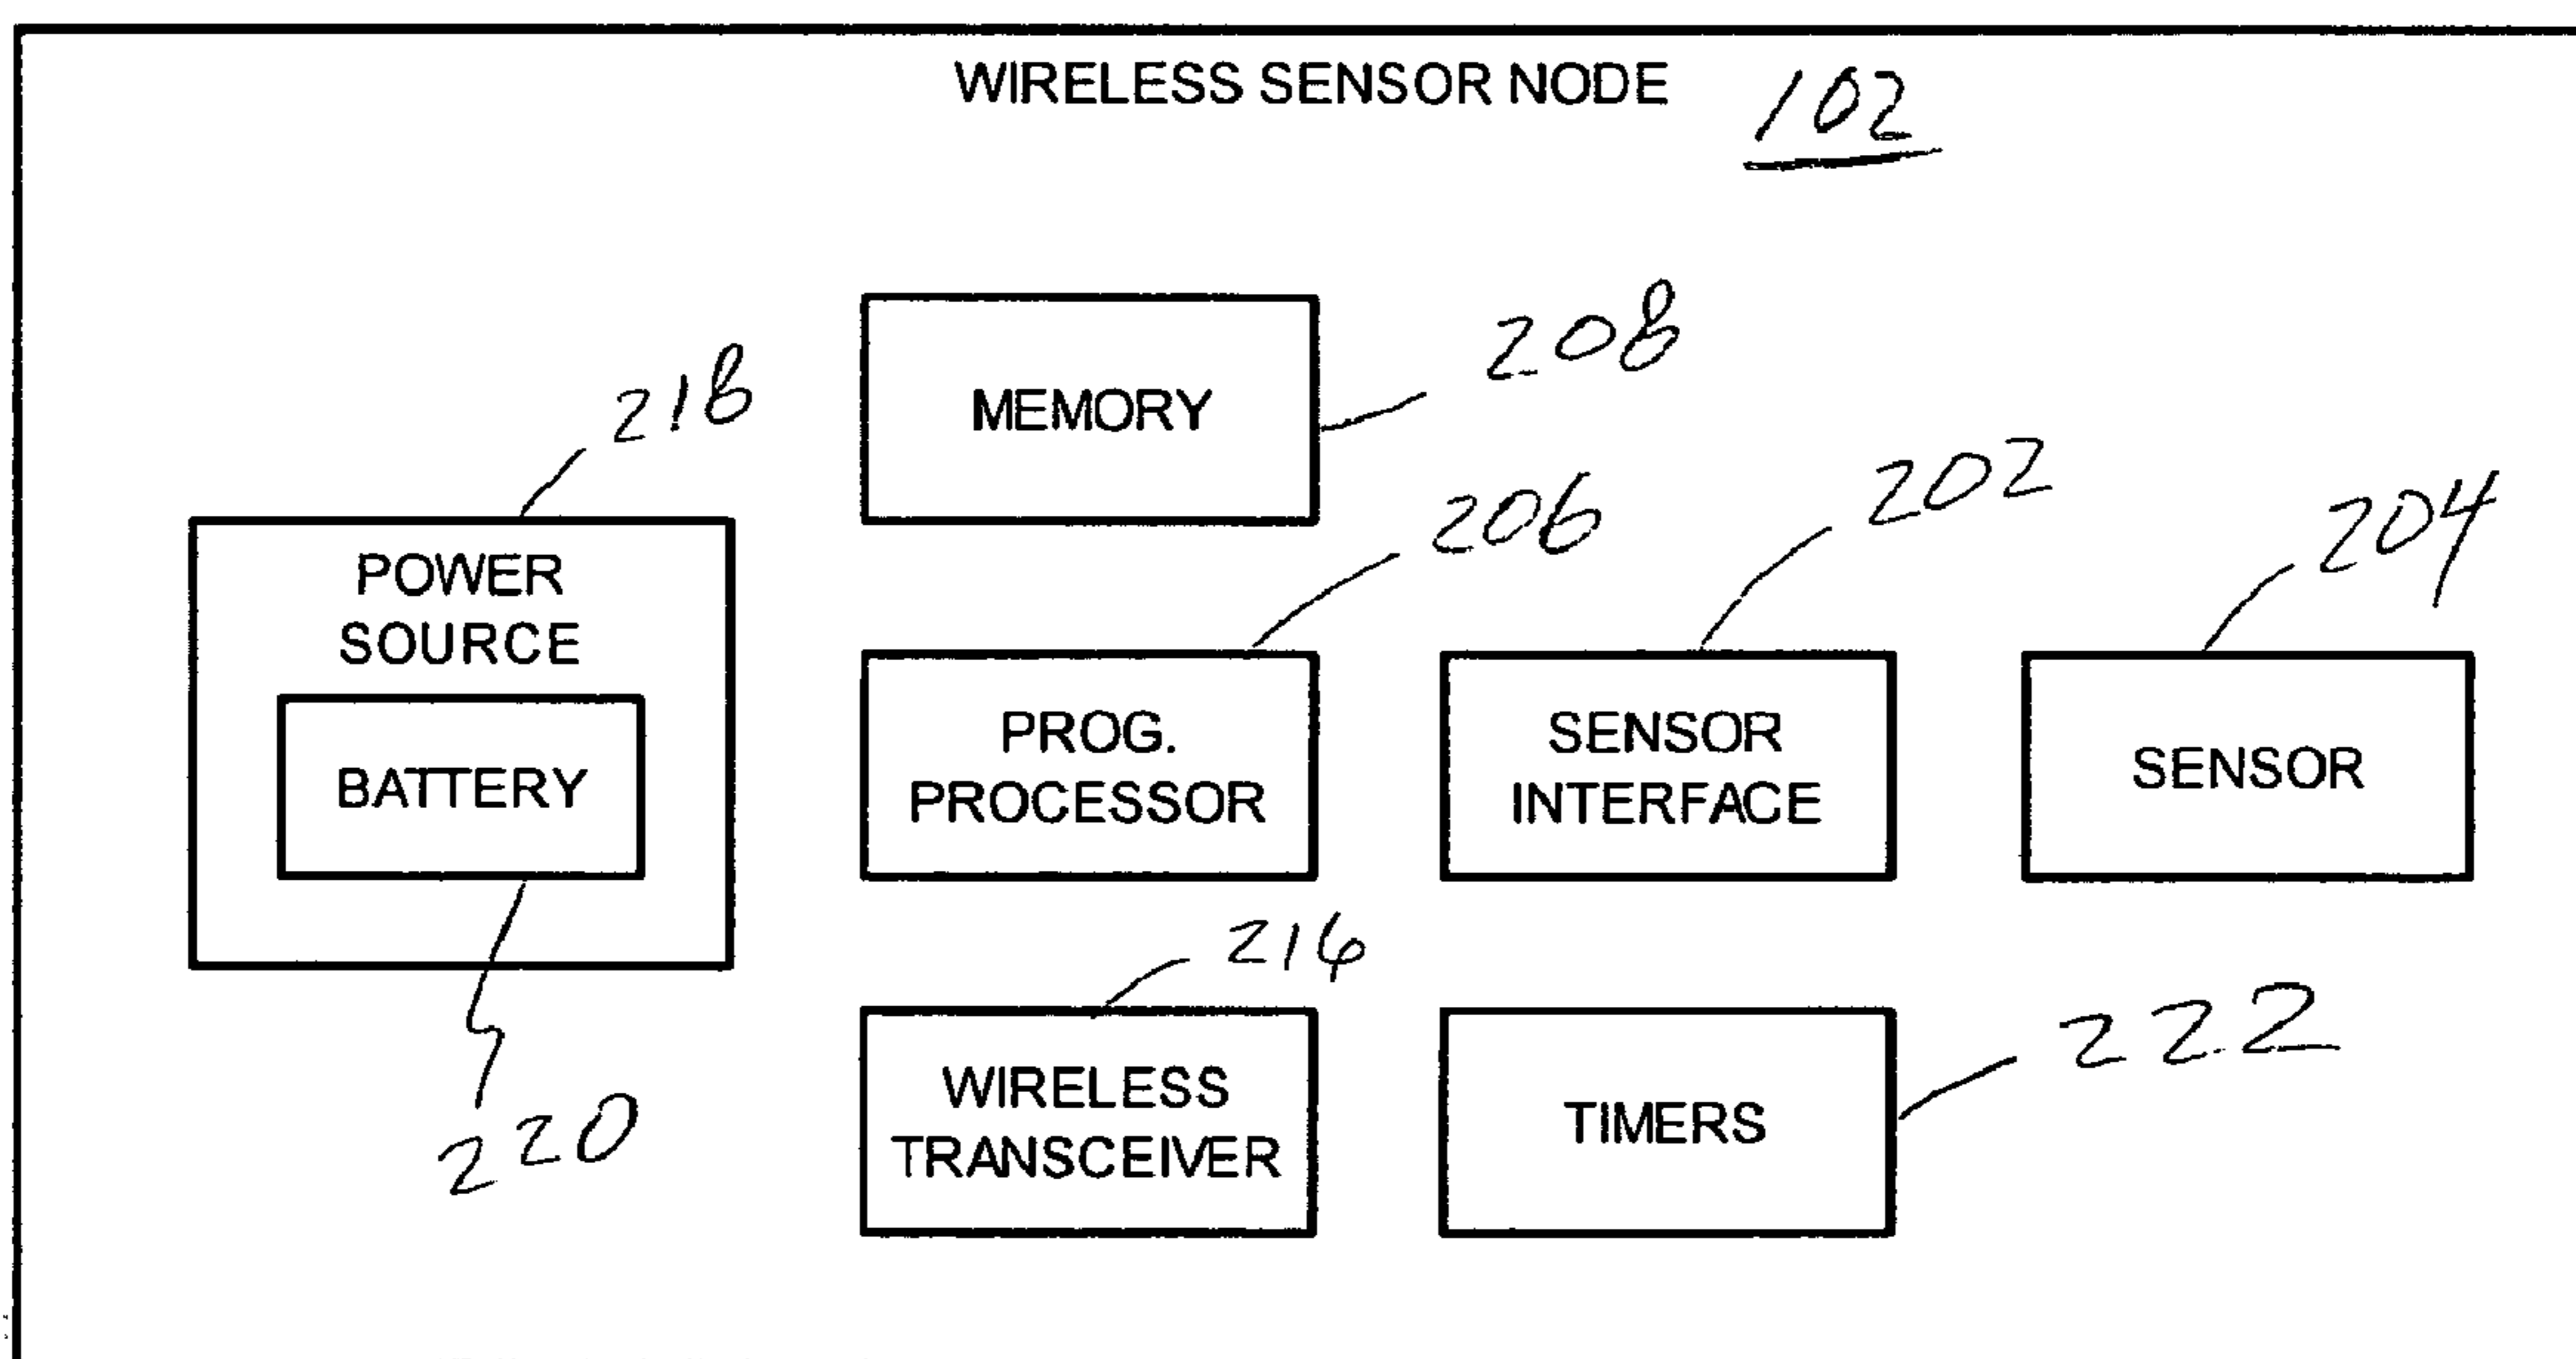 WIRELESS SENSOR NODE 102
MEMORY
208
218
POWER
SOURCE
BATTERY
220
206
PROG.
PROCESSOR
202
SENSOR
INTERFACE
204
SENSOR
216
WIRELESS
TRANSCEIVER
TIMERS
222